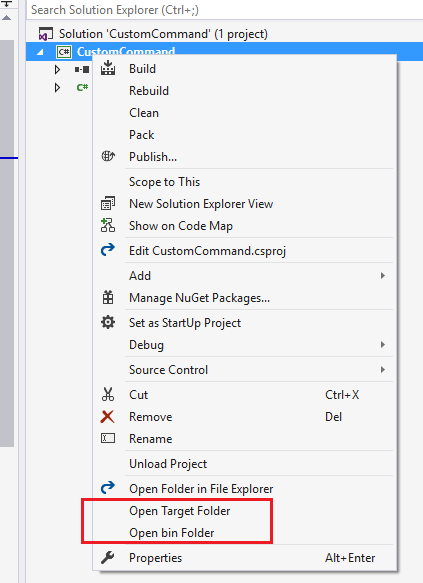 Search Solution Explorer (Ctrl+;)
Solution 'CustomCommand' (1 project)
C# CustomCommand
C#
Build
Rebuild
Clean
Pack
Publish...
Scope to This
New Solution Explorer View
Show on Code Map
Edit CustomCommand.csproj
Add
Manage NuGet Packages...
Set as StartUp Project
Debug
Source Control
Cut Ctrl+X
Remove Del
Rename
Unload Project
Open Folder in File Explorer
Open Target Folder
Open bin Folder
Properties Alt+Enter